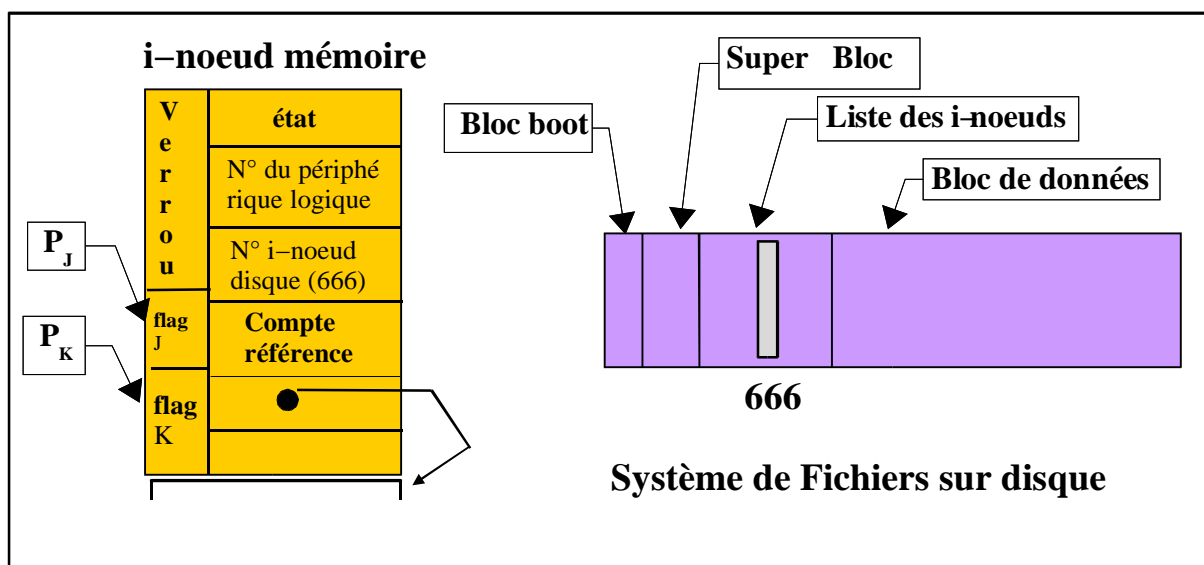 i−noeud mémoire
V
e
r
r
o
u
état
N° du périphé
rique logique
N° i−noeud
disque (666)
P
J
flag
J
Compte
référence
P
K
flag
K
Super Bloc
Bloc boot
Liste des i−noeuds
Bloc de données
666
Système de Fichiers sur disque